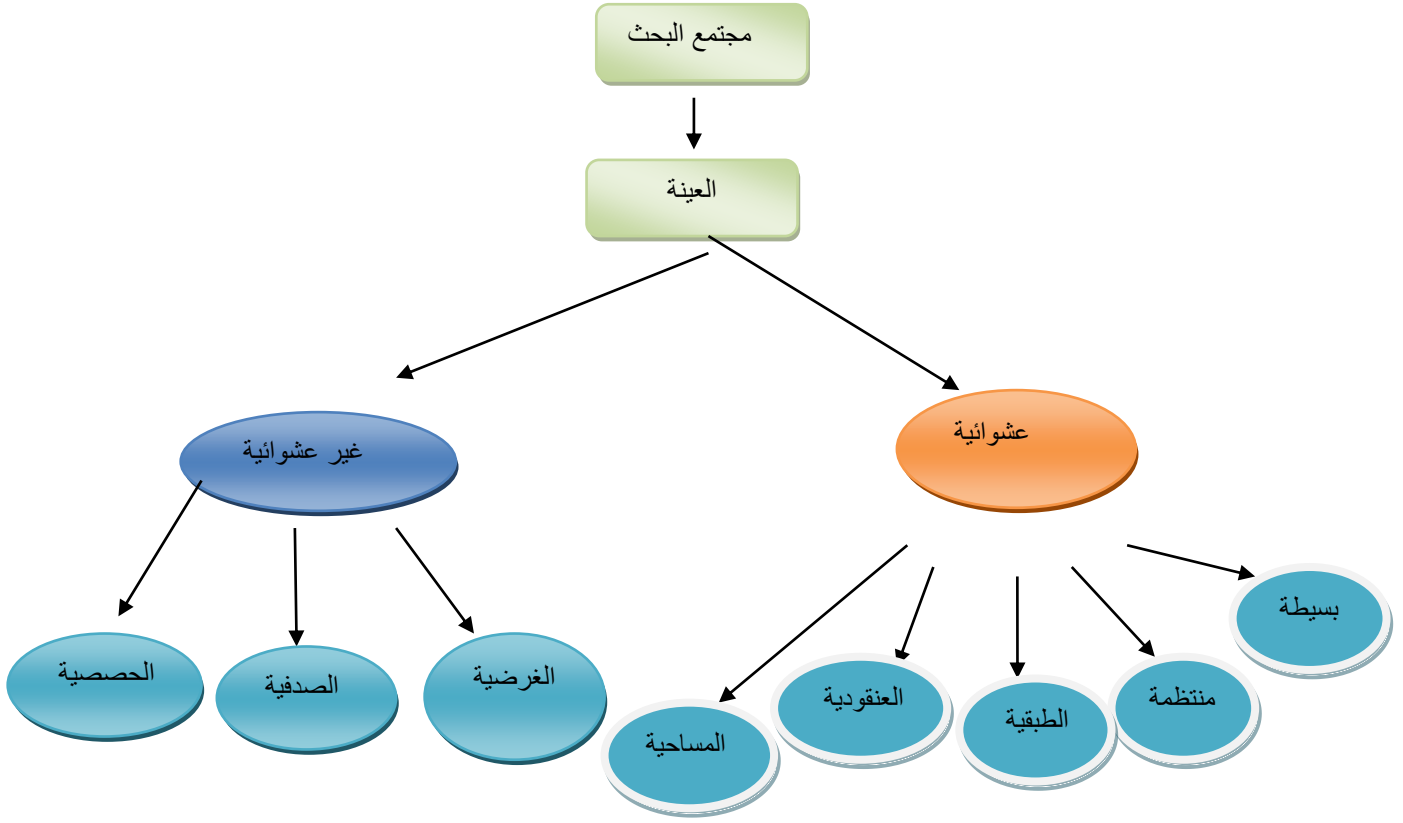 مجتمع البحث
العينة
عشوائية
غير عشوائية
بسيطة
منتظمة
الطبقية
العنقودية
المساحية
الغرضية
الصدفية
الحصصية